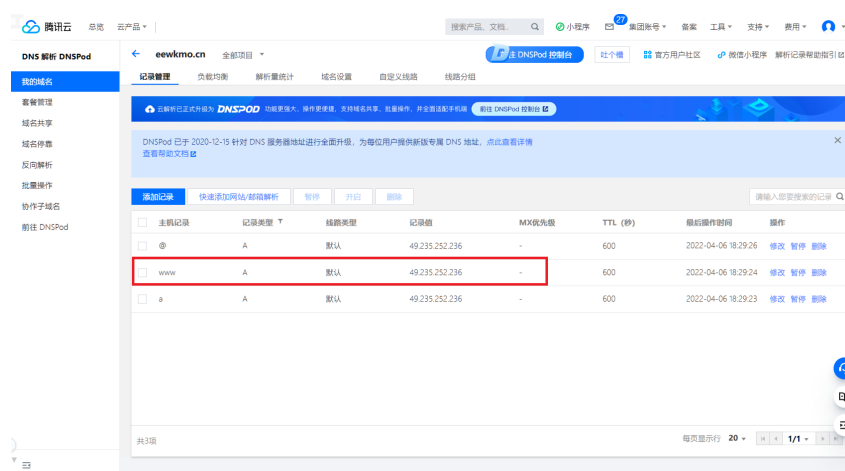 腾讯云 总览 云产品 搜索产品、文档... 小程序 27 集团账号 备案 工具 支持 费用
DNS 解析 DNSPod
eewkmo.cn 全部项目 DNSPod 控制台 吐个槽 官方用户社区 微信小程序 解析记录帮助指引
我的域名
记录管理 负载均衡 解析量统计 域名设置 自定义线路 线路分组
套餐管理
云解析已正式升级为 DNSPOD 功能更强大、操作更便捷、支持域名共享、批量操作，并全面适配手机端 前往 DNSPod 控制台
域名共享
域名停靠
DNSPod 已于 2020-12-15 针对 DNS 服务器地址进行全面升级，为每位用户提供新版专属 DNS 地址，点此查看详情
查看帮助文档
反向解析
批量操作
协作子域名
前往 DNSPod
添加记录 快速添加网站/邮箱解析 暂停 开启 删除 请输入您要搜索的记录
主机记录 记录类型 线路类型 记录值 MX优先级 TTL（秒） 最后操作时间 操作
@ A 默认 49.235.252.236 - 600 2022-04-06 18:29:26 修改 暂停 删除
www A 默认 49.235.252.236 - 600 2022-04-06 18:29:24 修改 暂停 删除
a A 默认 49.235.252.236 - 600 2022-04-06 18:29:23 修改 暂停 删除
共3项 每页显示行 20 1/1